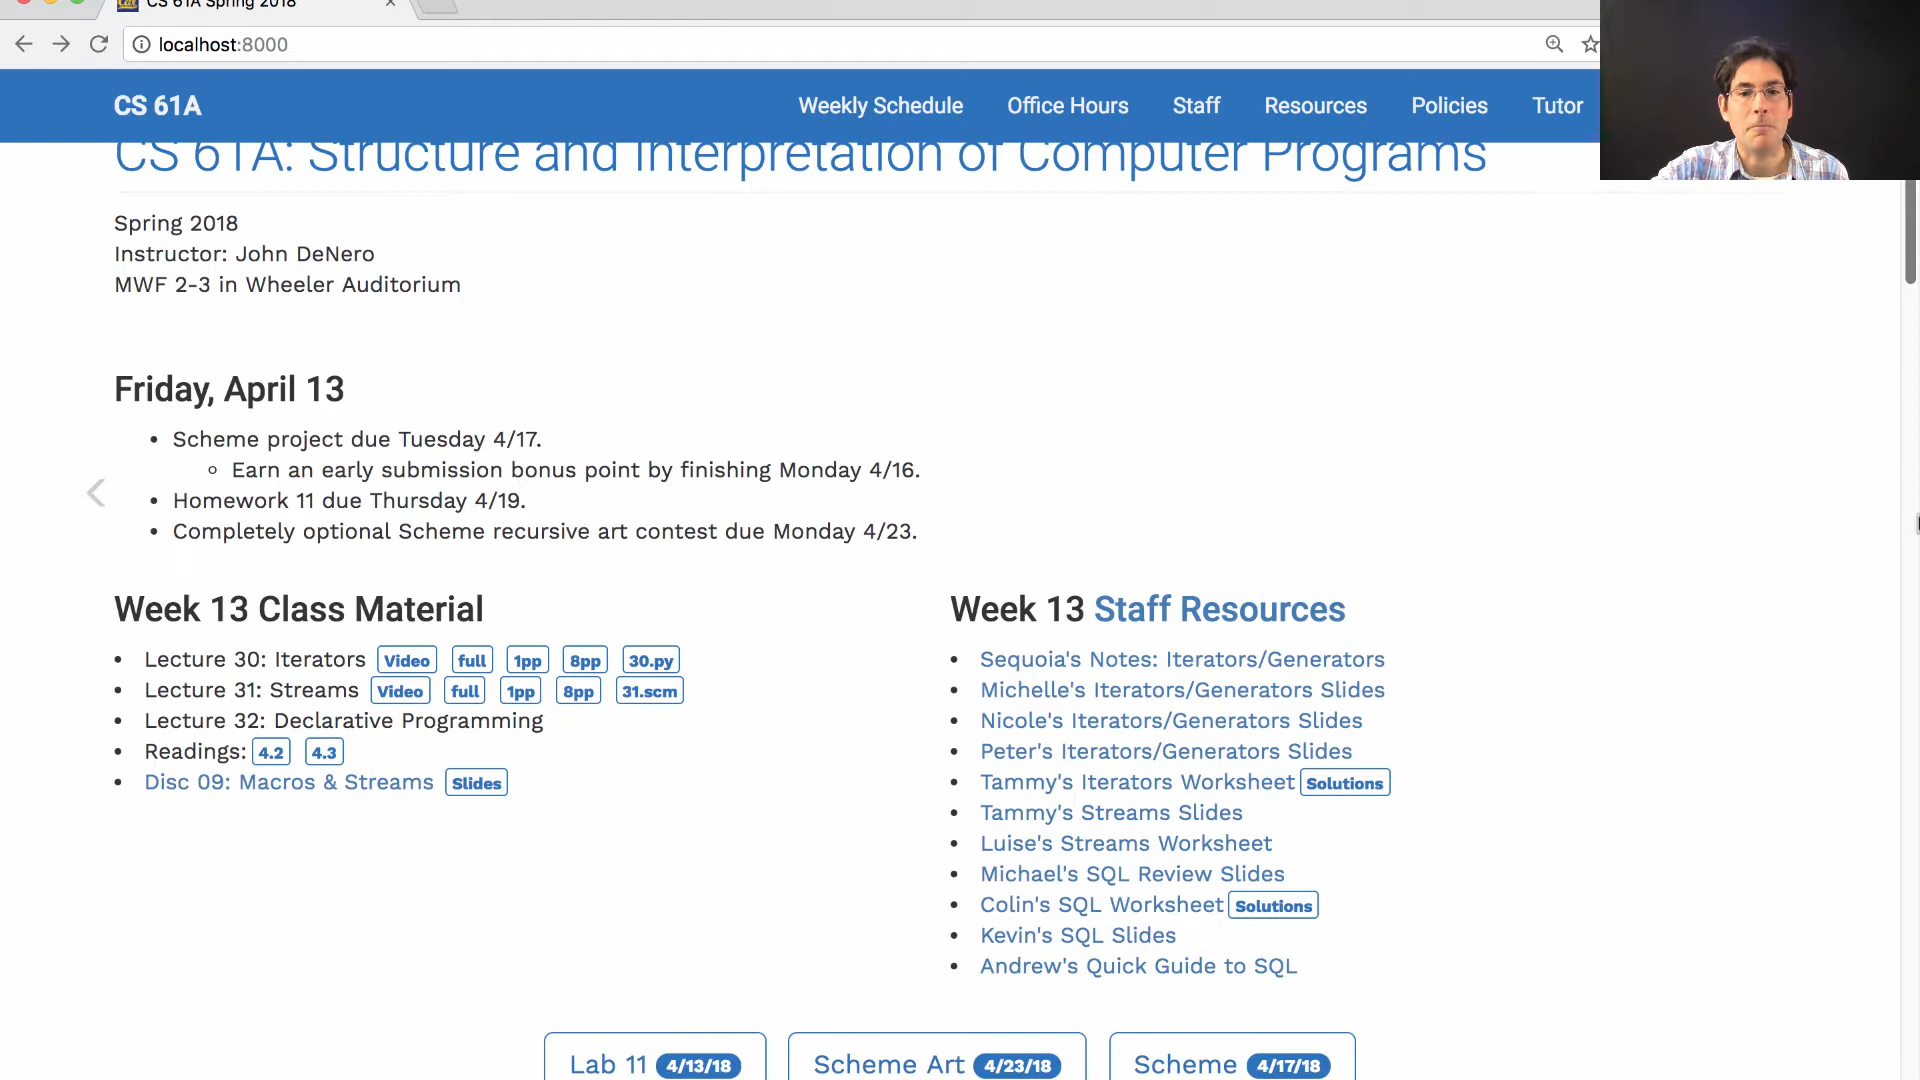 CS 61A Spring 2018
localhost:8000
CS 61A
Weekly Schedule
Office Hours
Staff
Resources
Policies
Tutor
CS 61A: Structure and Interpretation of Computer Programs
Spring 2018
Instructor: John DeNero
MWF 2-3 in Wheeler Auditorium
Friday, April 13
Scheme project due Tuesday 4/17.
Earn an early submission bonus point by finishing Monday 4/16.
Homework 11 due Thursday 4/19.
Completely optional Scheme recursive art contest due Monday 4/23.
Week 13 Class Material
Lecture 30: Iterators Video full 1pp 8pp 30.py
Lecture 31: Streams Video full 1pp 8pp 31.scm
Lecture 32: Declarative Programming
Readings: 4.2 4.3
Disc 09: Macros & Streams Slides
Week 13 Staff Resources
Sequoia's Notes: Iterators/Generators
Michelle's Iterators/Generators Slides
Nicole's Iterators/Generators Slides
Peter's Iterators/Generators Slides
Tammy's Iterators Worksheet Solutions
Tammy's Streams Slides
Luise's Streams Worksheet
Michael's SQL Review Slides
Colin's SQL Worksheet Solutions
Kevin's SQL Slides
Andrew's Quick Guide to SQL
Lab 11 4/13/18
Scheme Art 4/23/18
Scheme 4/17/18